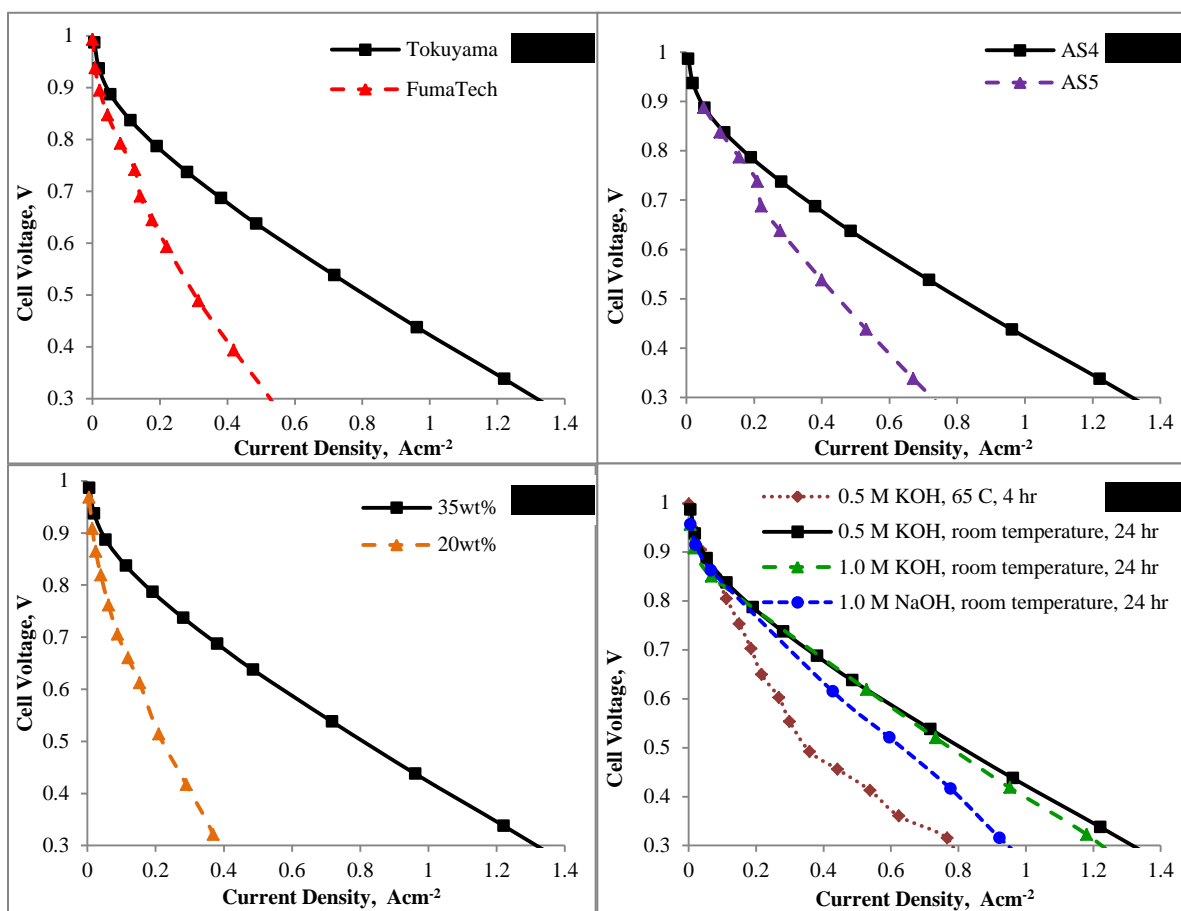 Tokuyama
FumaTech
1
0.9
0.8
0.7
0.6
0.5
0.4
0.3
Cell Voltage, V
0 0.2 0.4 0.6 0.8 1 1.2 1.4
Current Density, Acm-2
AS4
AS5
1
0.9
0.8
0.7
0.6
0.5
0.4
0.3
Cell Voltage, V
0 0.2 0.4 0.6 0.8 1 1.2 1.4
Current Density, Acm-2
35wt%
20wt%
1
0.9
0.8
0.7
0.6
0.5
0.4
0.3
Cell Voltage, V
0 0.2 0.4 0.6 0.8 1 1.2 1.4
Current Density, Acm-2
0.5 M KOH, 65 C, 4 hr
0.5 M KOH, room temperature, 24 hr
1.0 M KOH, room temperature, 24 hr
1.0 M NaOH, room temperature, 24 hr
1
0.9
0.8
0.7
0.6
0.5
0.4
0.3
Cell Voltage, V
0 0.2 0.4 0.6 0.8 1 1.2 1.4
Current Density, Acm-2